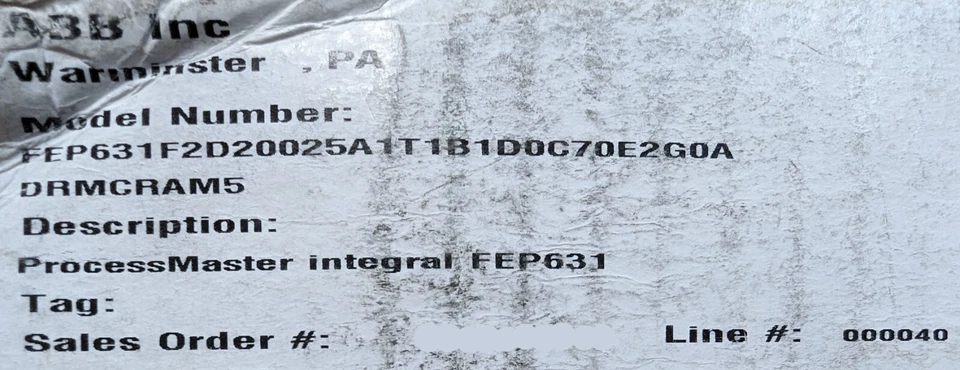 ABB Inc
Warminster , PA
Model Number:
FEP631F2D20025A1T1B1D0C70E2G0A
DRMCRAM5
Description:
ProcessMaster integral FEP631
Tag:
Sales Order #: Line #: 000040